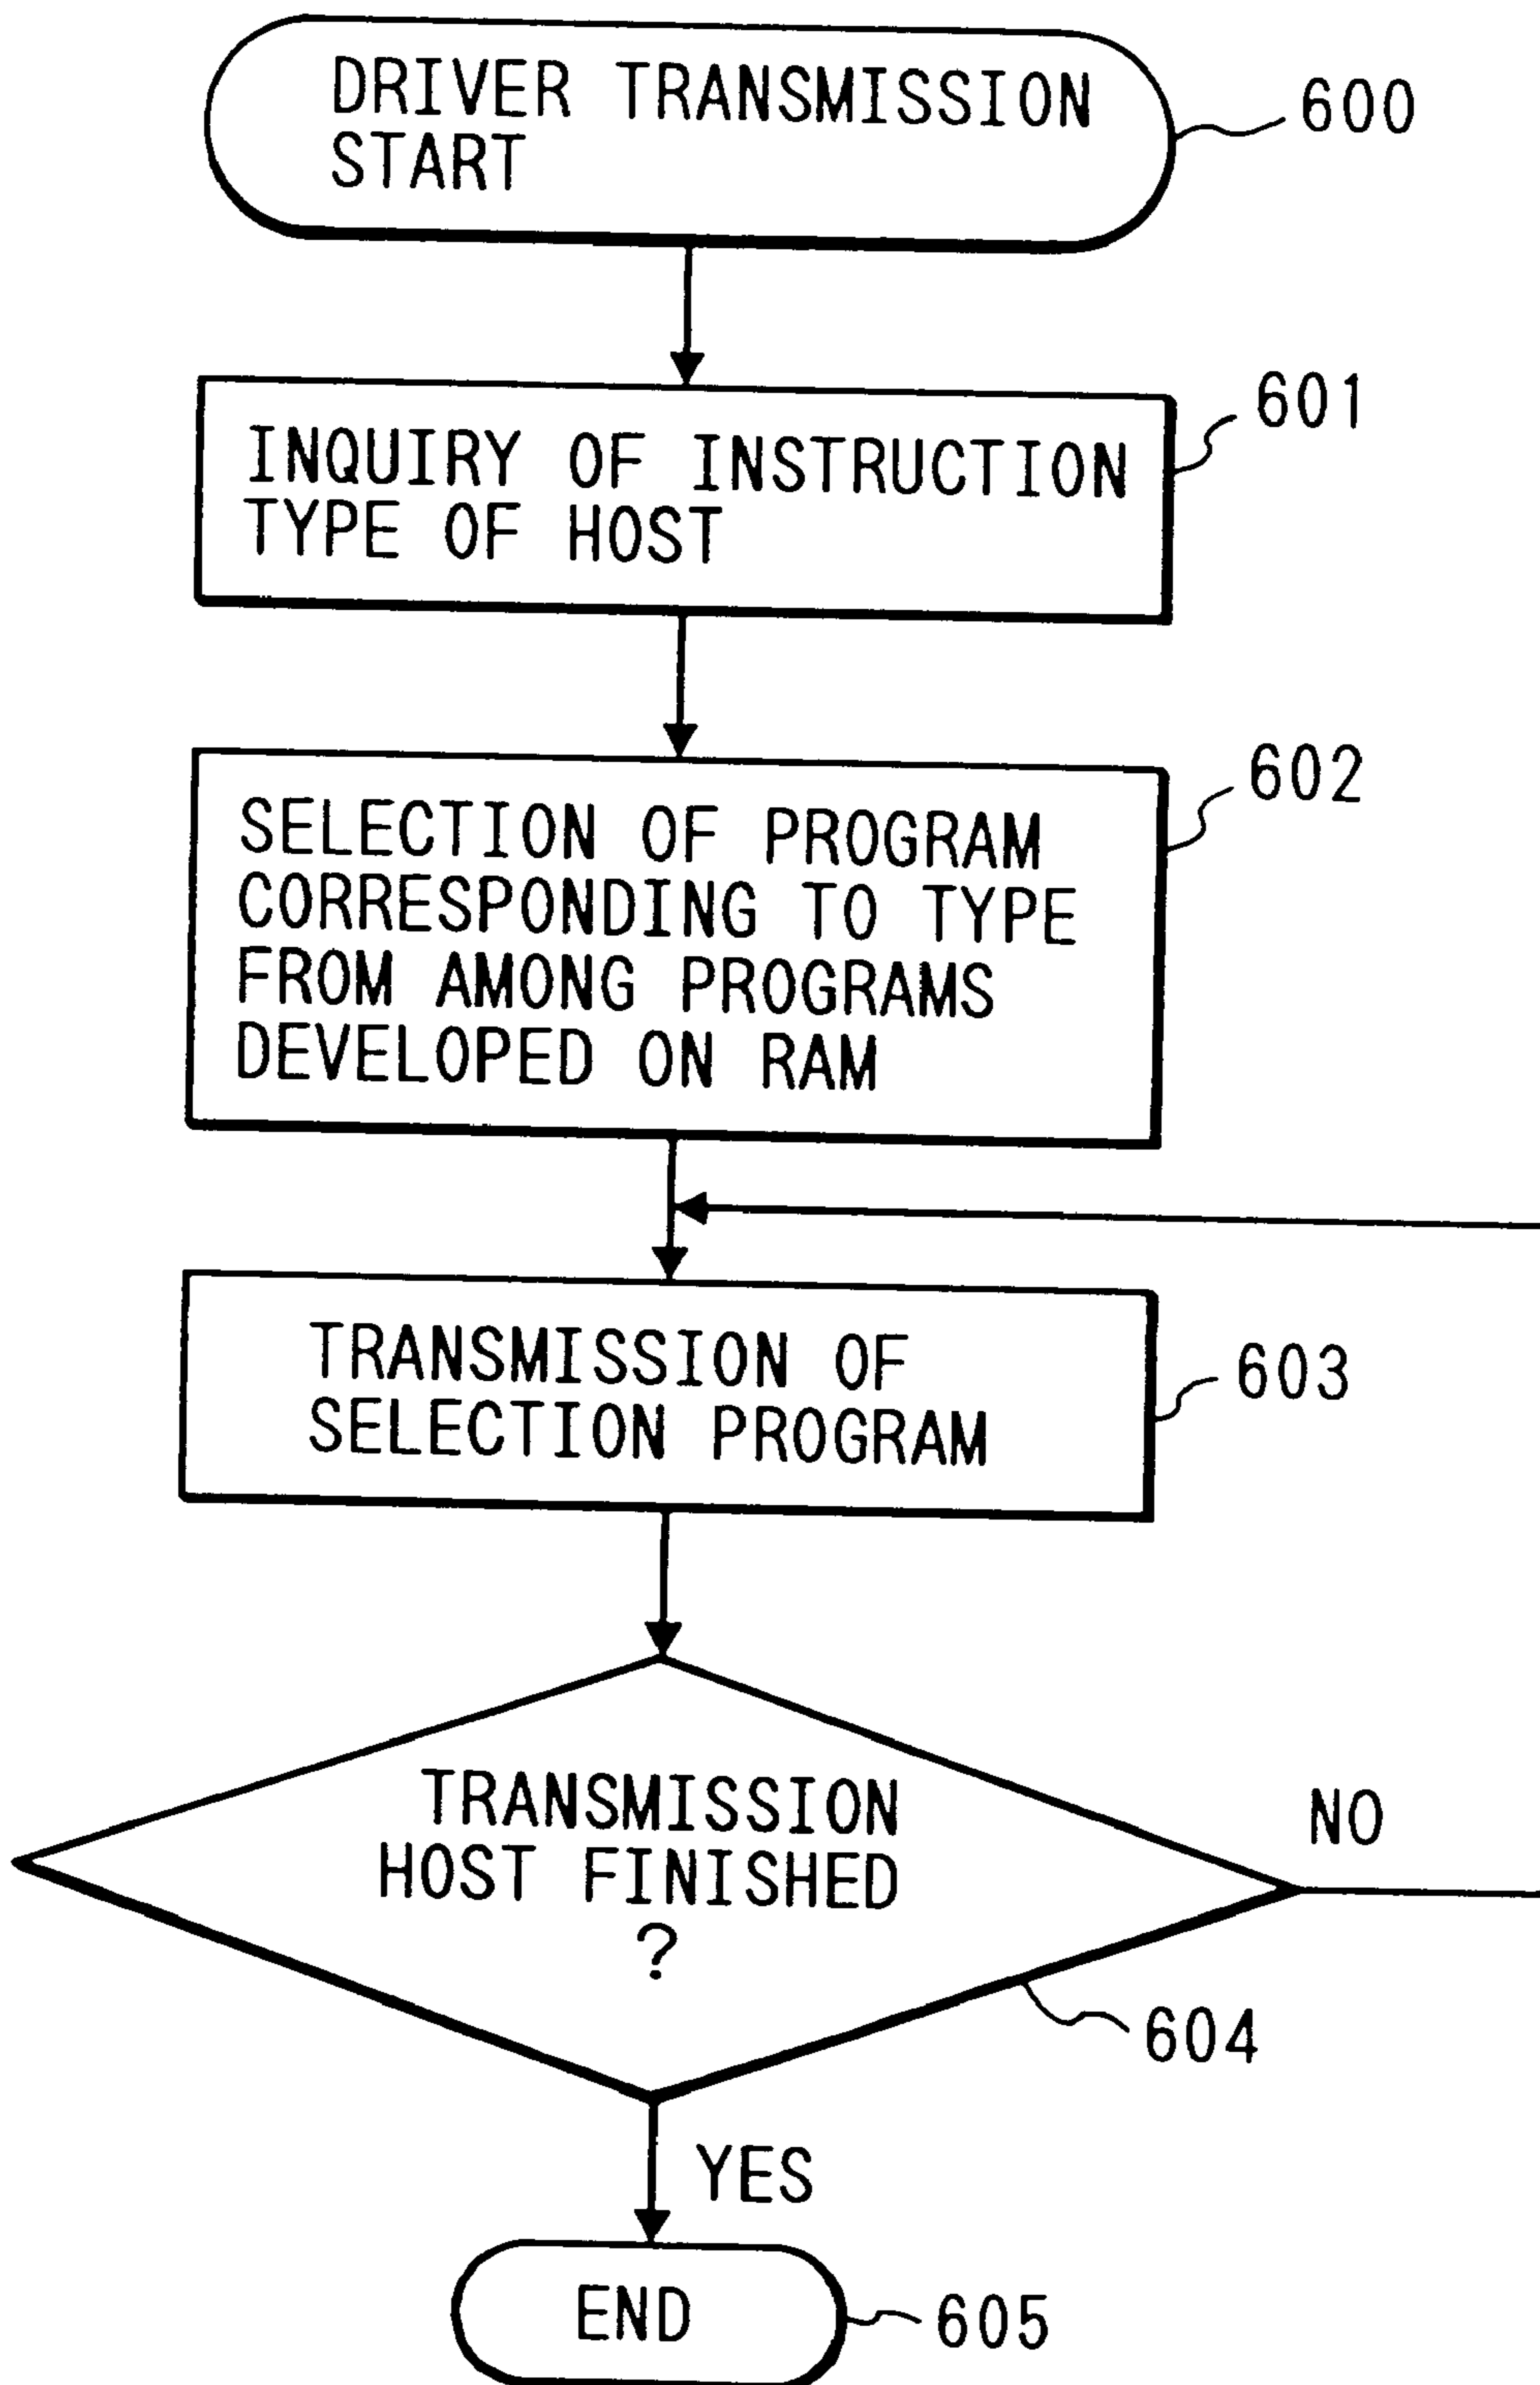 DRIVER TRANSMISSION
START
600
INQUIRY OF INSTRUCTION
TYPE OF HOST
601
SELECTION OF PROGRAM
CORRESPONDING TO TYPE
FROM AMONG PROGRAMS
DEVELOPED ON RAM
602
TRANSMISSION OF
SELECTION PROGRAM
603
TRANSMISSION
HOST FINISHED
?
NO
604
YES
END
605